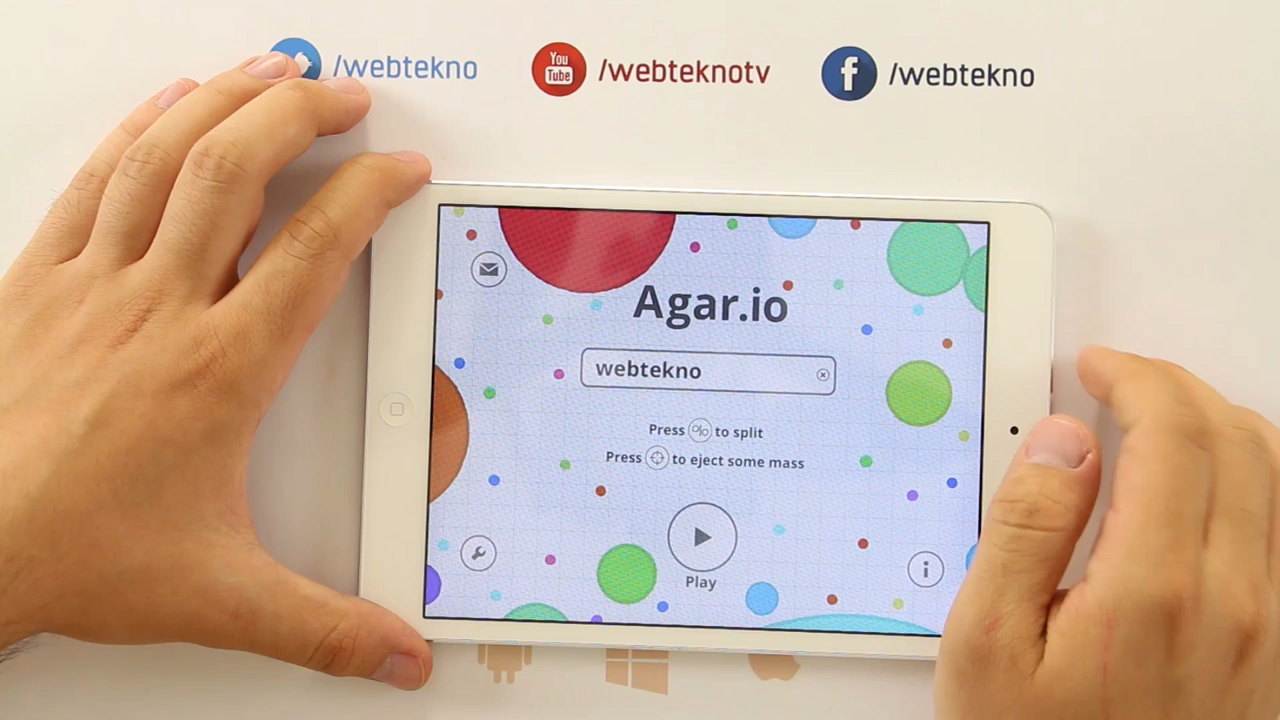 /webtekno
You Tube /webteknotv
/webtekno
Agar.io
webtekno
Press to split
Press to eject some mass
Play